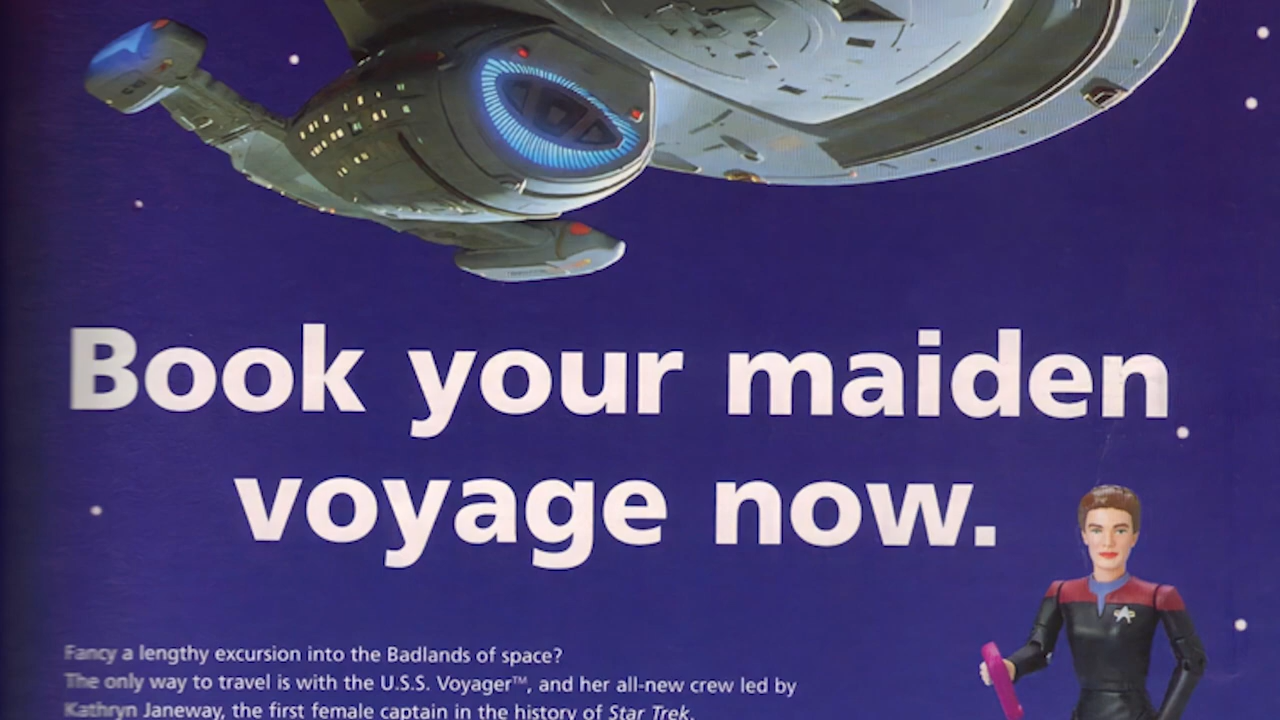 Book your maiden
voyage now.
Fancy a lengthy excursion into the Badlands of space?
The only way to travel is with the U.S.S. Voyager™, and her all-new crew led by
Kathryn Janeway, the first female captain in the history of Star Trek.